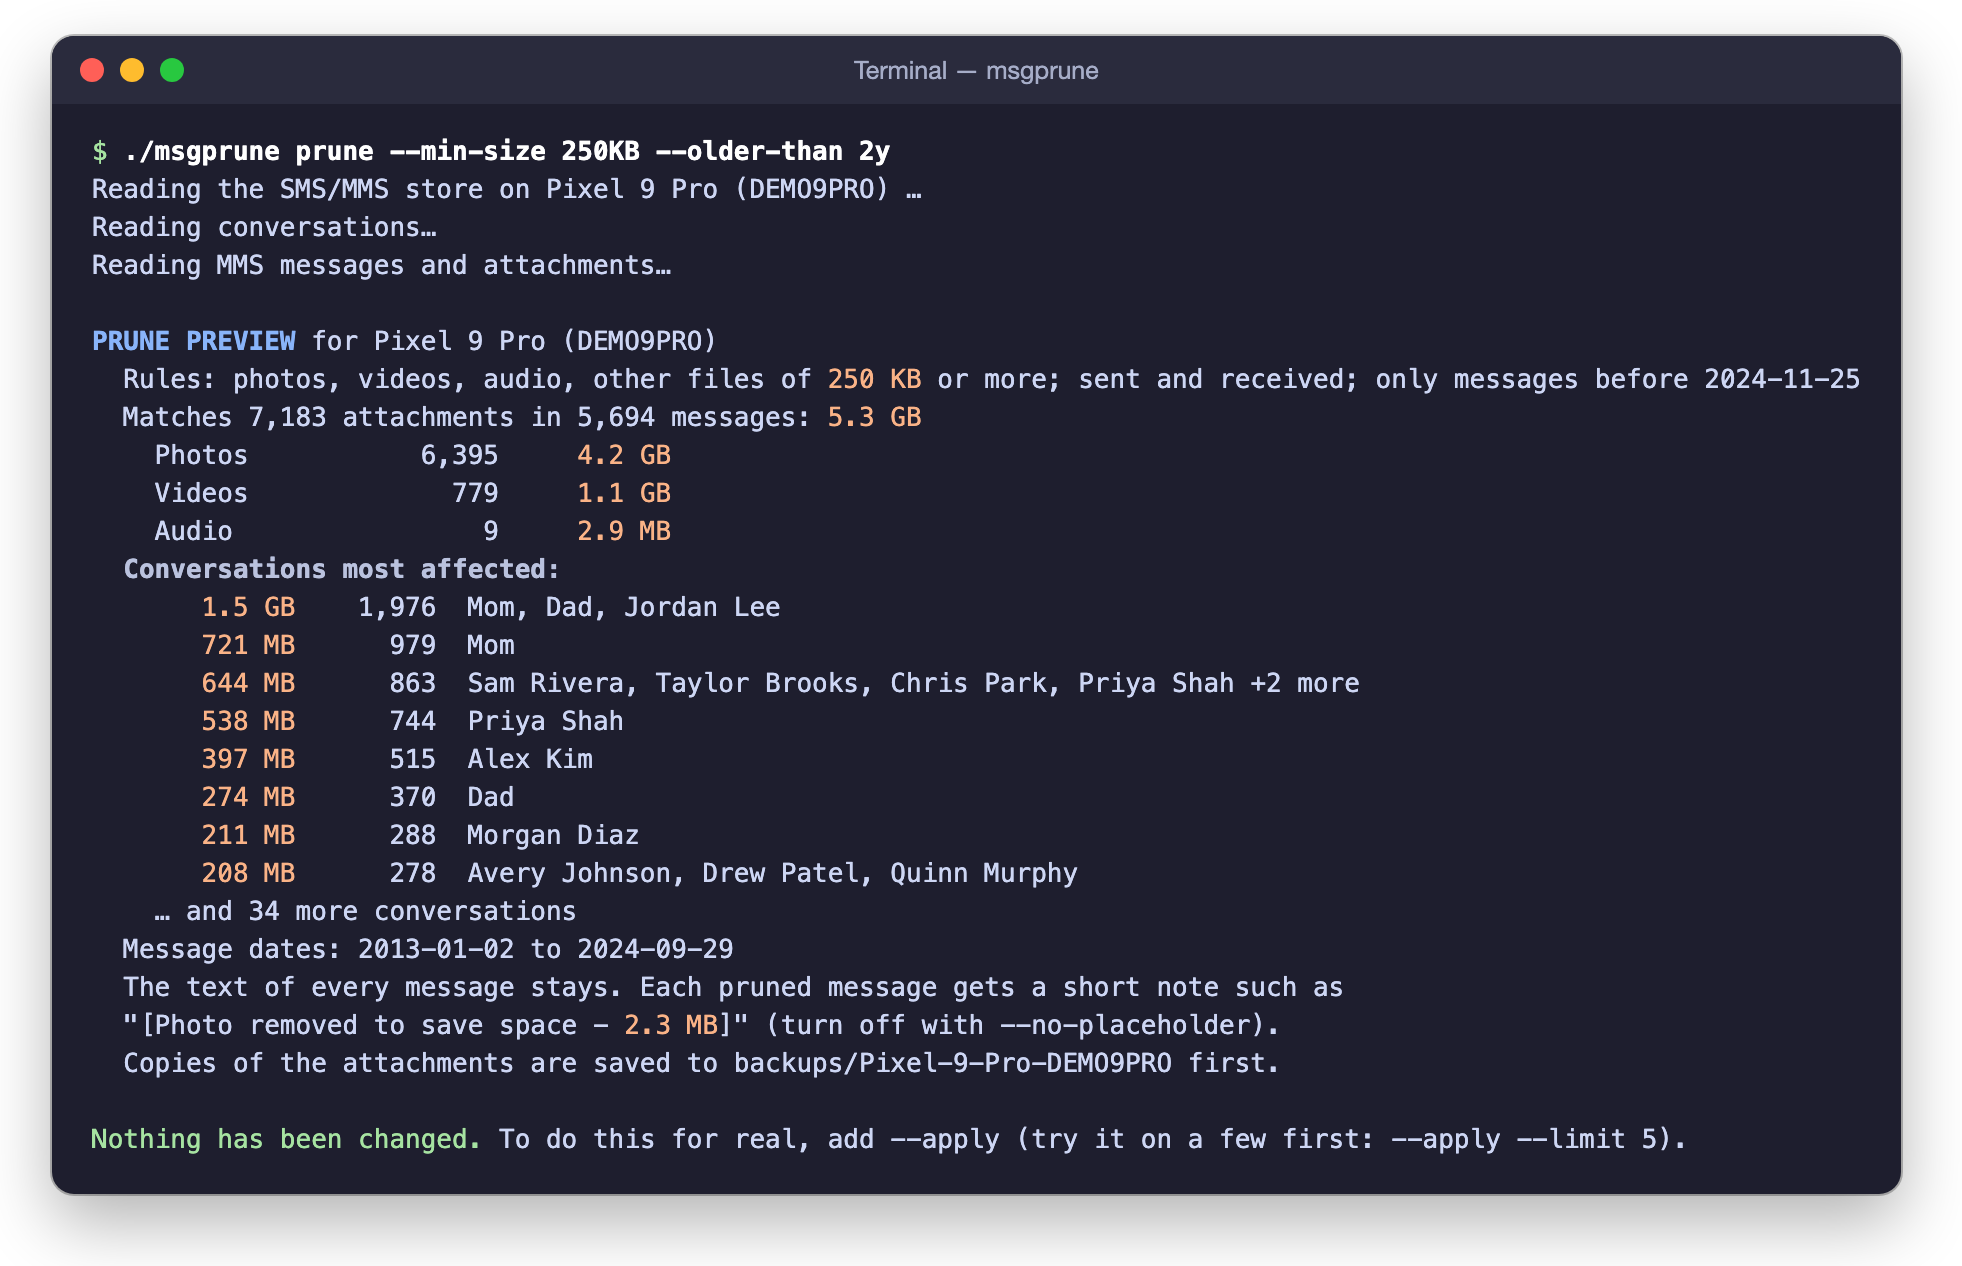 Terminal — msgprune
$ ./msgprune prune --min-size 250KB --older-than 2y
Reading the SMS/MMS store on Pixel 9 Pro (DEMO9PRO) …
Reading conversations…
Reading MMS messages and attachments…
PRUNE PREVIEW for Pixel 9 Pro (DEMO9PRO)
Rules: photos, videos, audio, other files of 250 KB or more; sent and received; only messages before 2024-11-25
Matches 7,183 attachments in 5,694 messages: 5.3 GB
Photos 6,395 4.2 GB
Videos 779 1.1 GB
Audio 9 2.9 MB
Conversations most affected:
1.5 GB 1,976 Mom, Dad, Jordan Lee
721 MB 979 Mom
644 MB 863 Sam Rivera, Taylor Brooks, Chris Park, Priya Shah +2 more
538 MB 744 Priya Shah
397 MB 515 Alex Kim
274 MB 370 Dad
211 MB 288 Morgan Diaz
208 MB 278 Avery Johnson, Drew Patel, Quinn Murphy
… and 34 more conversations
Message dates: 2013-01-02 to 2024-09-29
The text of every message stays. Each pruned message gets a short note such as
"[Photo removed to save space - 2.3 MB]" (turn off with --no-placeholder).
Copies of the attachments are saved to backups/Pixel-9-Pro-DEMO9PRO first.
Nothing has been changed. To do this for real, add --apply (try it on a few first: --apply --limit 5).